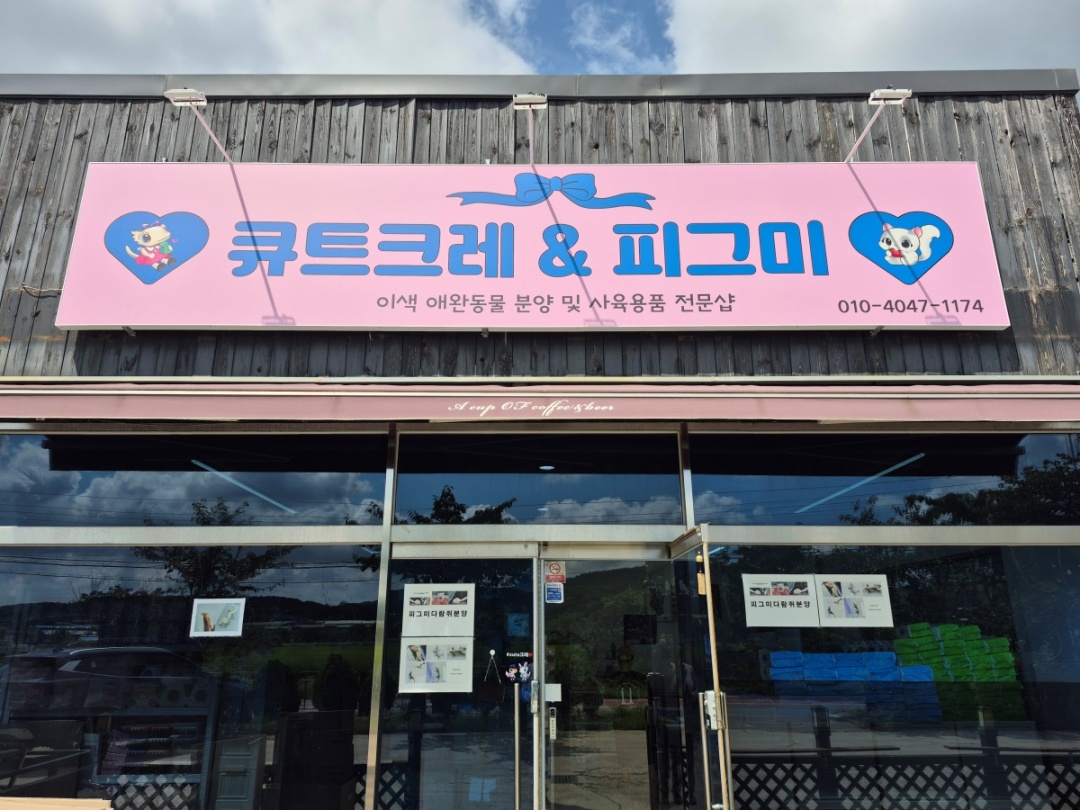 큐트크레 & 피그미
이색 애완동물 분양 및 사육용품 전문샵
010-4047-1174
A cup OF coffee&beer
피그미다람쥐분양
피그미다람쥐분양